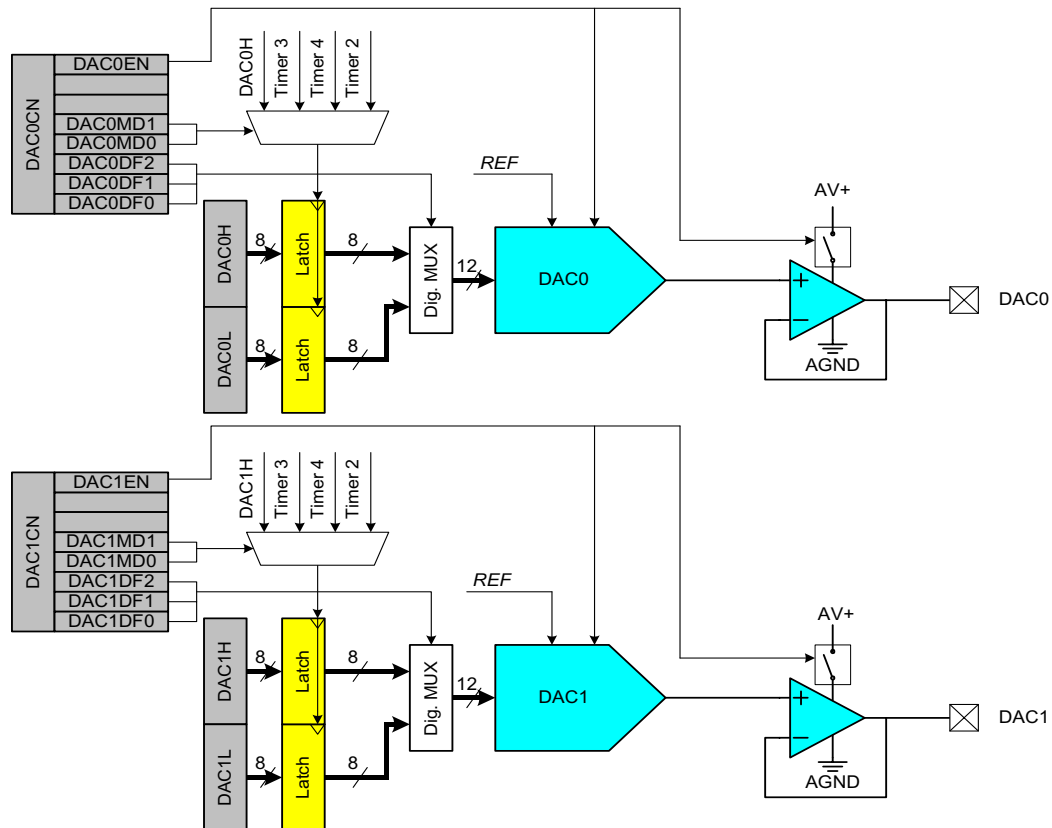 DAC0EN
DAC0H
Timer 3
Timer 4
Timer 2
DAC0CN
DAC0MD1
DAC0MD0
DAC0DF2
DAC0DF1
DAC0DF0
REF
AV+
DAC0H
8
Latch
8
Dig. MUX
12
DAC0
+
−
DAC0
DAC0L
8
Latch
8
AGND
DAC1EN
DAC1H
Timer 3
Timer 4
Timer 2
DAC1CN
DAC1MD1
DAC1MD0
DAC1DF2
DAC1DF1
DAC1DF0
REF
AV+
DAC1H
8
Latch
8
Dig. MUX
12
DAC1
+
−
DAC1
DAC1L
8
Latch
8
AGND